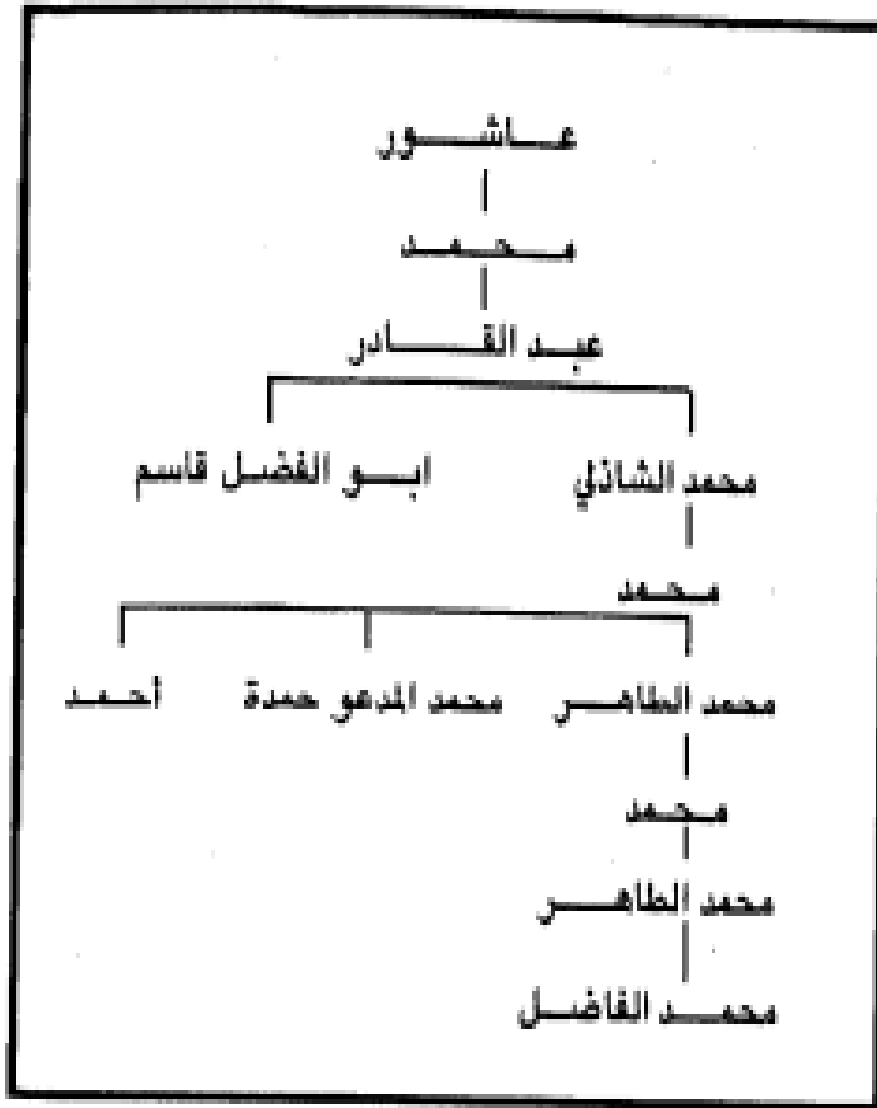 عاشور
محمد
عبد القادر
محمد الشاذلي ابو الفضل قاسم
محمد
محمد الطاهر محمد المدعو حمدة أحمد
محمد
محمد الطاهر
محمد الفاضل